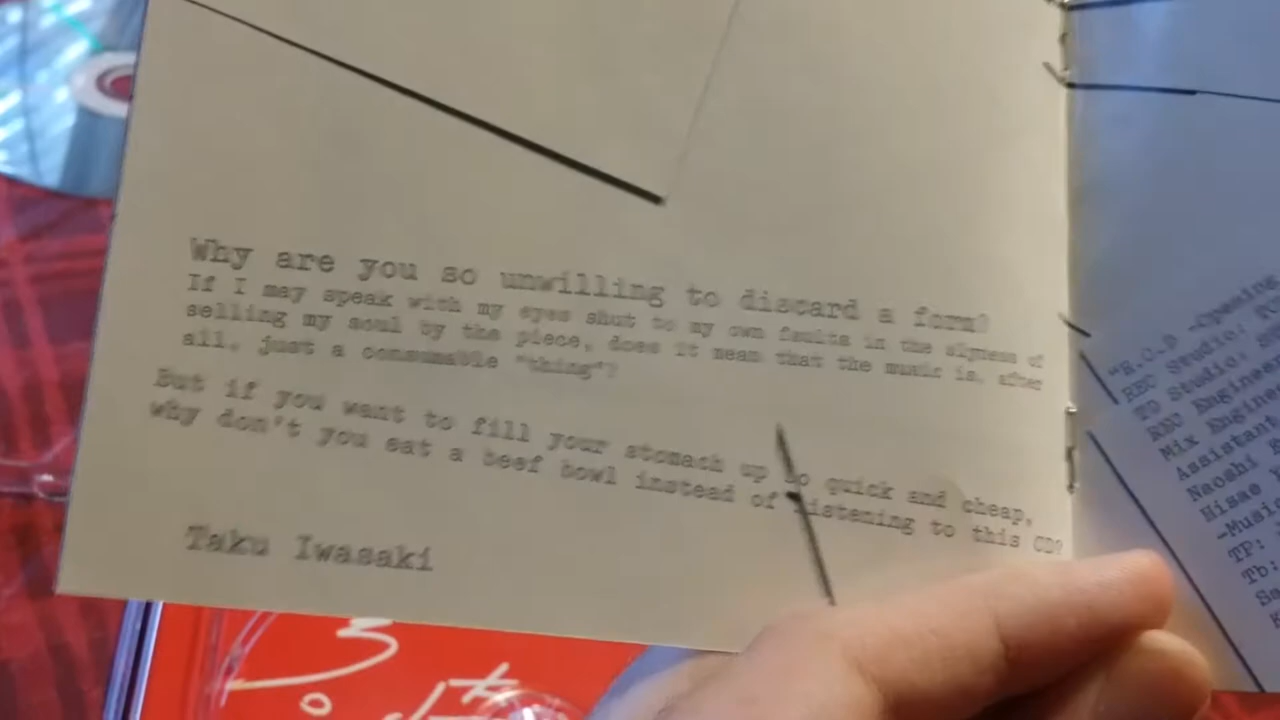 Why are you so unwilling to discard a form?
If I may speak with my eyes shut to my own faults in the slyness of
selling my soul by the piece, does it mean that the music is, after
all, just a consumable "thing"?
But if you want to fill your stomach up so quick and cheap,
why don't you eat a beef bowl instead of listening to this CD?
Taku Iwasaki
REC Studio:
TD Studio:
REC Engineer
Mix Engineer
Assistant
Naoshi
Hisae
-Music
TP:
Tb: